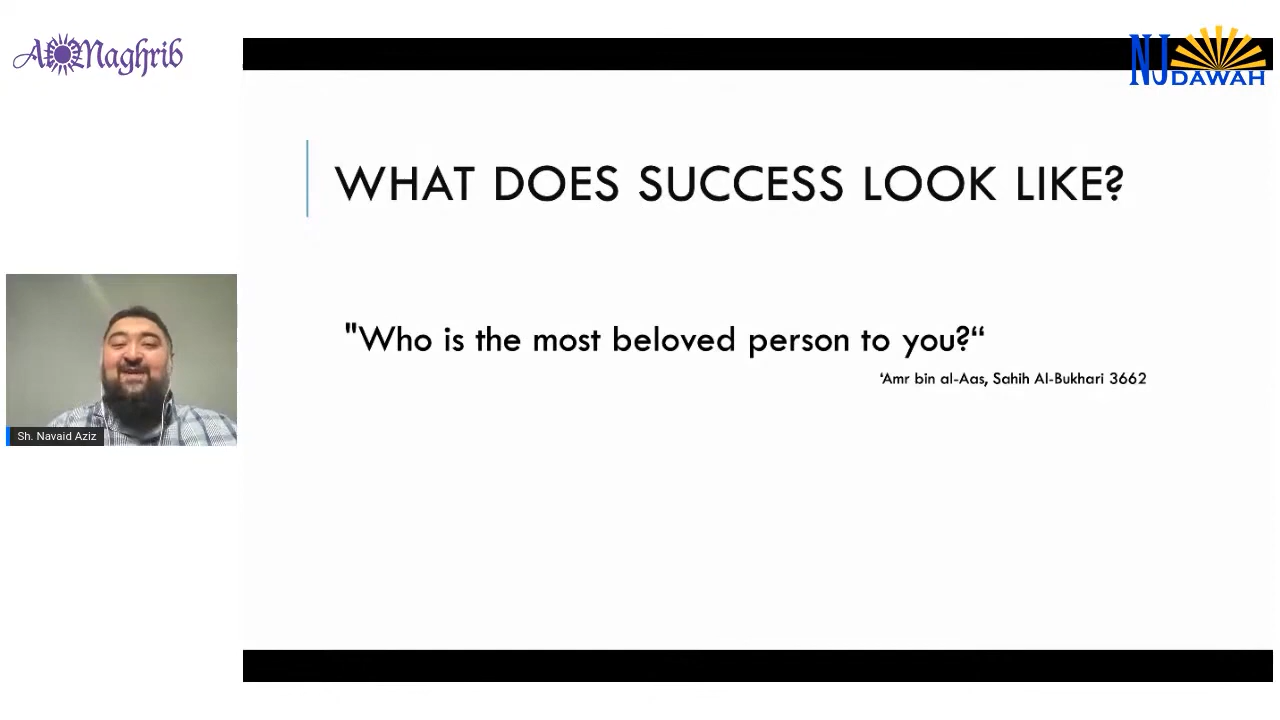 AlMaghrib
NJ
DAWAH
WHAT DOES SUCCESS LOOK LIKE?
"Who is the most beloved person to you?“
‘Amr bin al-Aas, Sahih Al-Bukhari 3662
Sh. Navaid Aziz